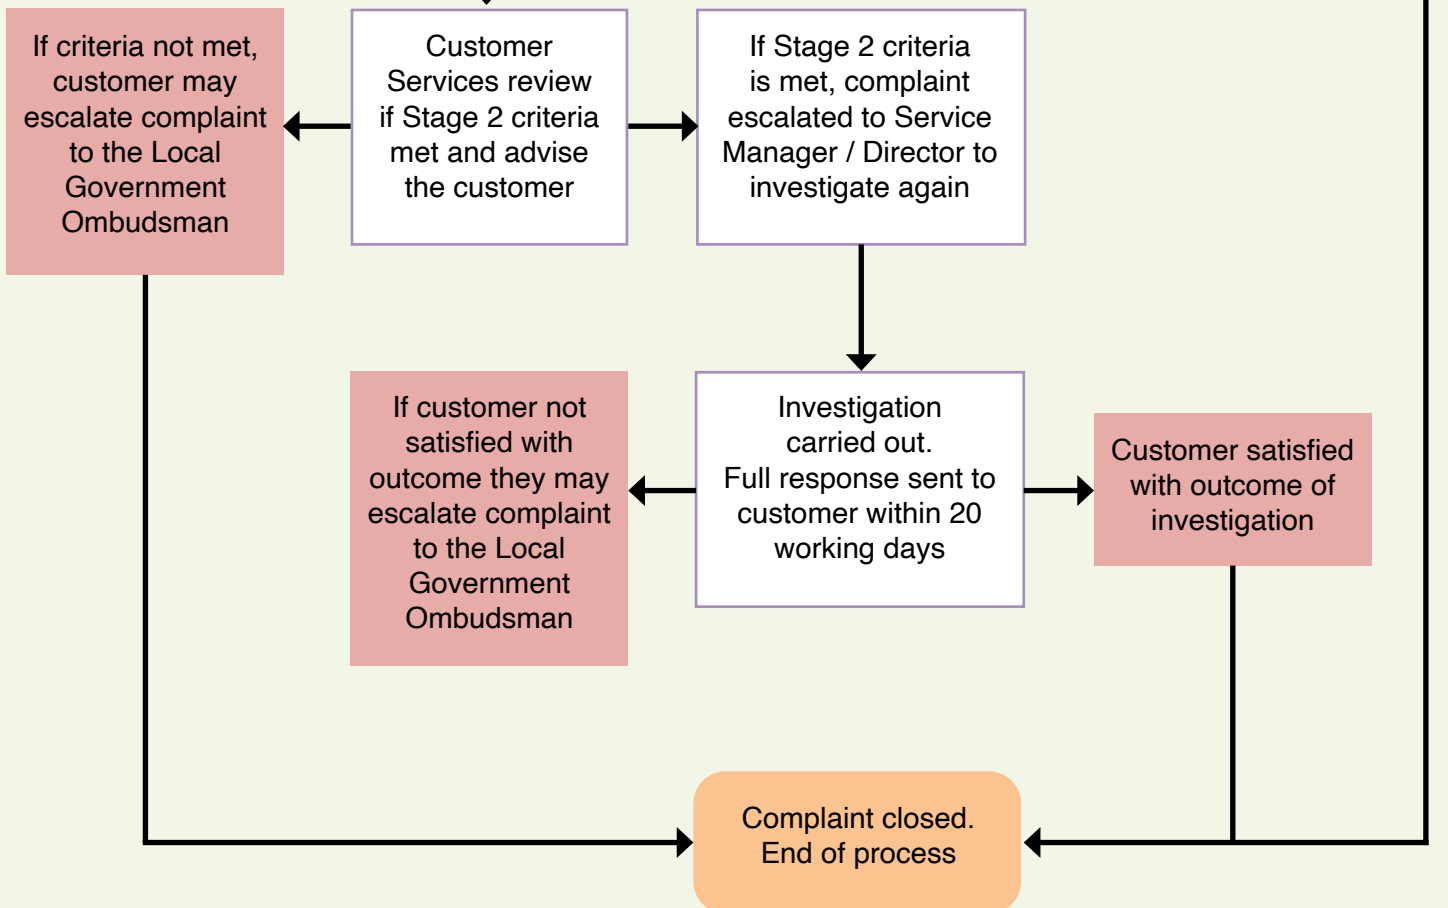 If criteria not met,
customer may
escalate complaint
to the Local
Government
Ombudsman
Customer
Services review
if Stage 2 criteria
met and advise
the customer
If Stage 2 criteria
is met, complaint
escalated to Service
Manager / Director to
investigate again
If customer not
satisfied with
outcome they may
escalate complaint
to the Local
Government
Ombudsman
Investigation
carried out.
Full response sent to
customer within 20
working days
Customer satisfied
with outcome of
investigation
Complaint closed.
End of process